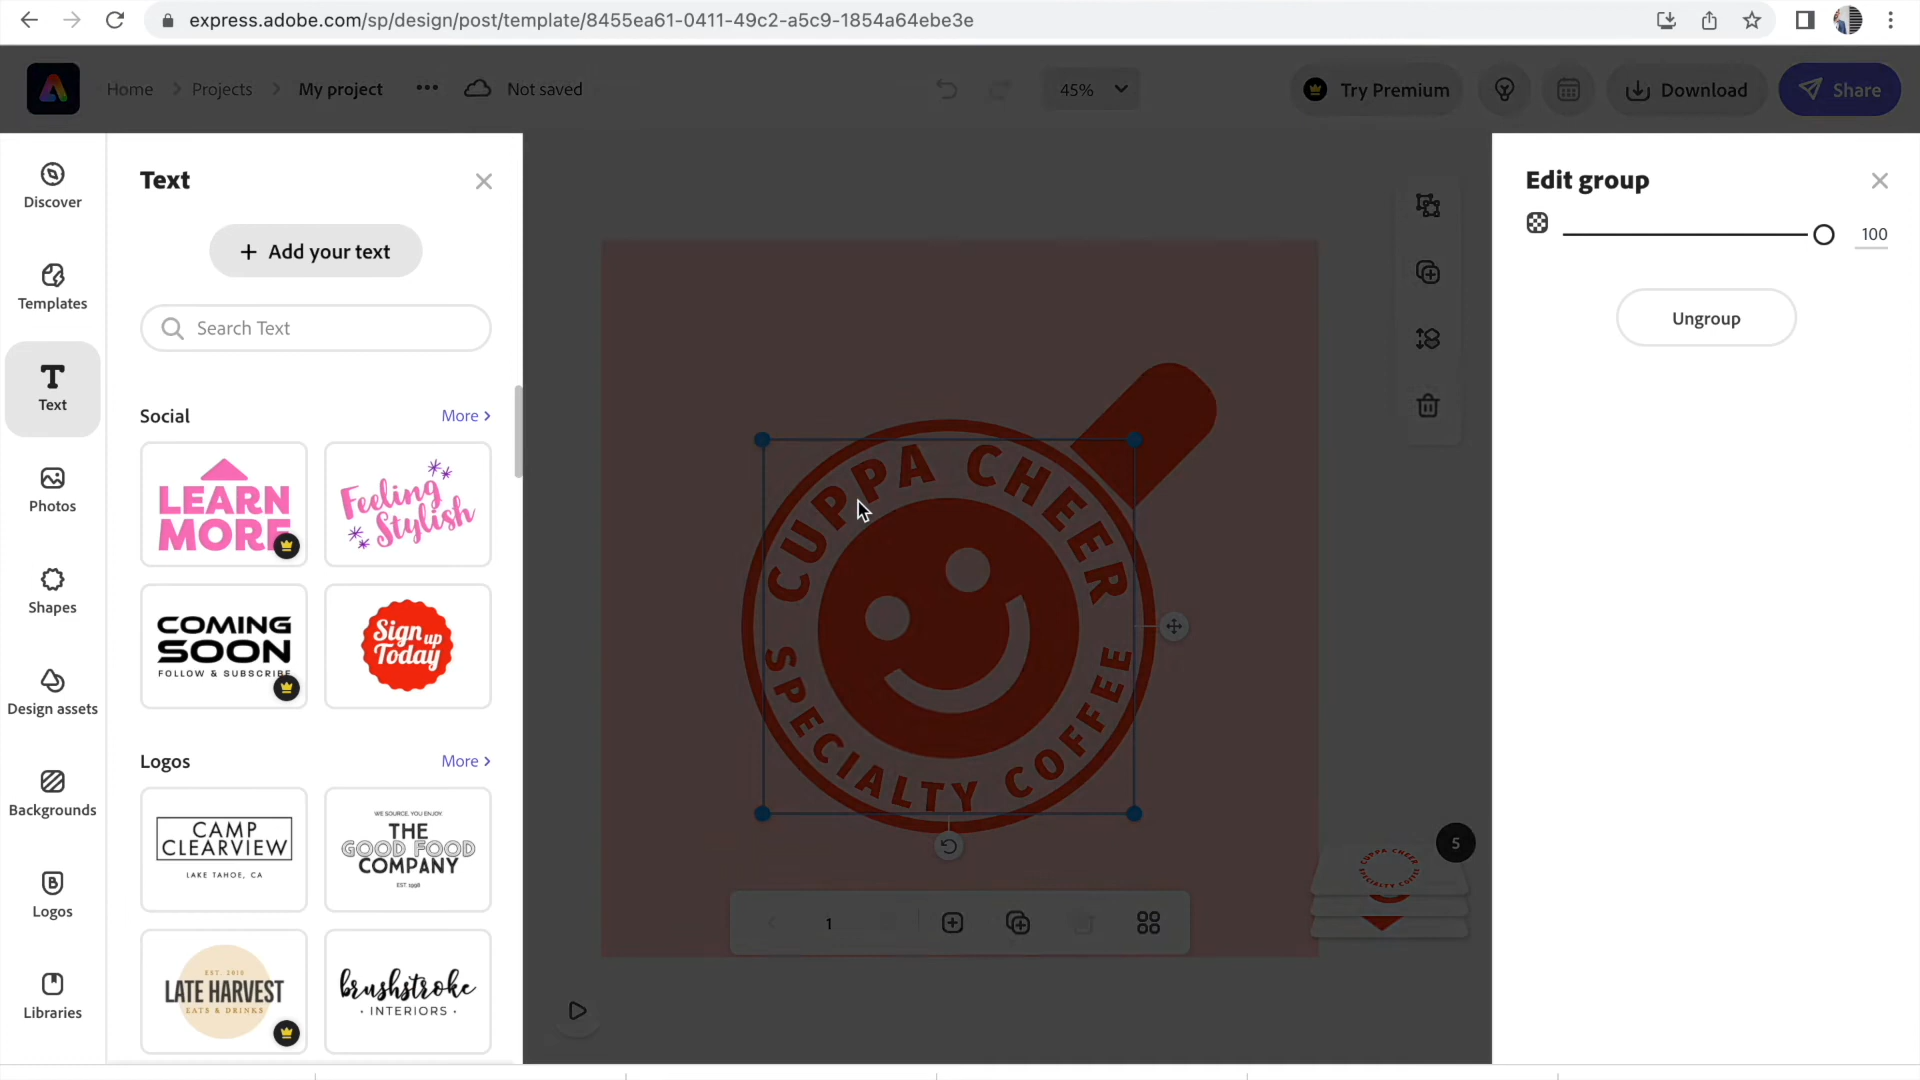 express.adobe.com/sp/design/post/template/8455ea61-0411-49c2-a5c9-1854a64ebe3e
Home
Projects
My project
Not saved
45%
Try Premium
Download
Share
Discover
Templates
Text
Photos
Shapes
Design assets
Backgrounds
Logos
Libraries
Text
+ Add your text
Search Text
Social
More >
LEARN
MORE
Feeling
Stylish
COMING
SOON
FOLLOW & SUBSCRIBE
Sign up
Today
Logos
More >
CAMP
CLEARVIEW
LAKE TAHOE, CA
WE SOURCE, YOU ENJOY.
THE
GOOD FOOD
COMPANY
EST. 1998
EST. 2010
LATE HARVEST
EATS & DRINKS
brushstroke
• INTERIORS •
CUPPA CHEER
SPECIALTY COFFEE
1
5
CUPPA CHEER
SPECIALTY COFFEE
Edit group
100
Ungroup